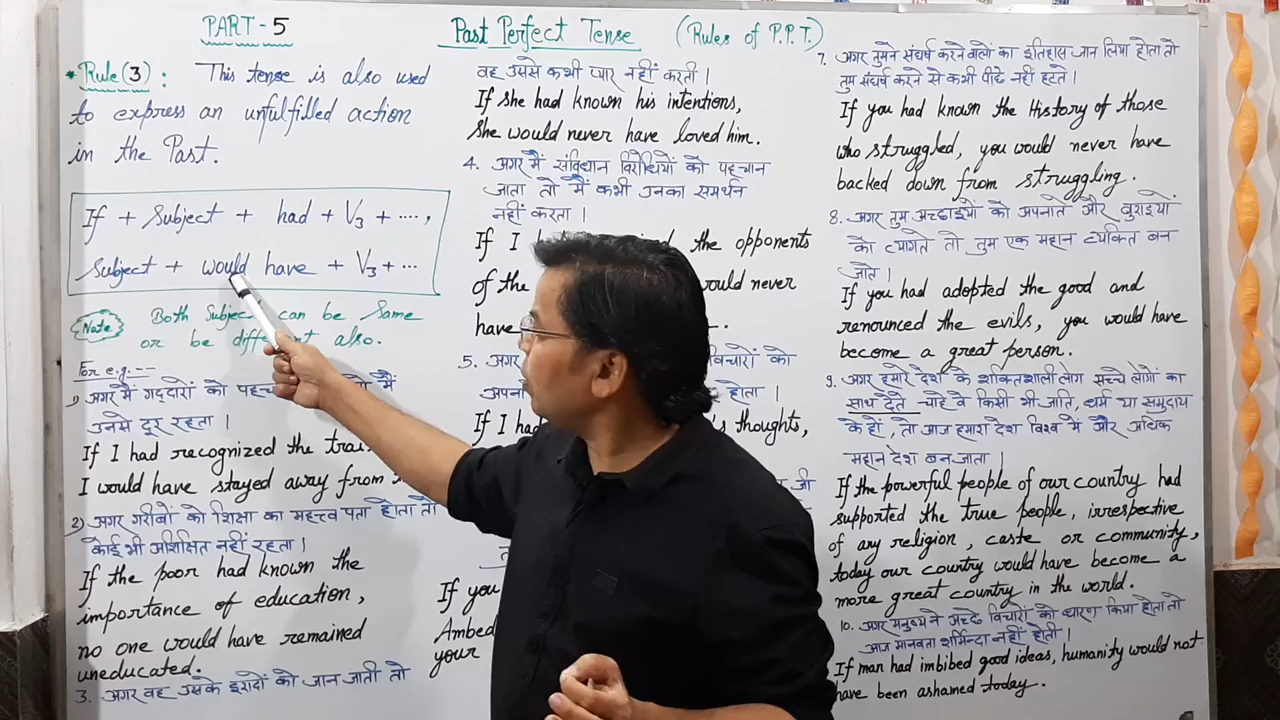 PART-5
Past Perfect Tense (Rules of P.P.T.)
* Rule (3) : This tense is also used
to express an unfulfilled action
in the Past.
If + Subject + had + V3 + ....,
Subject + would have + V3 + ...
Note Both Subject can be Same
or be different also.
For e.g:--
1) अगर मैं गद्दारों को तो मैं
उनसे दूर रहता।
If I had recognized the
I would have stayed away from
2) अगर गरीबों को शिक्षा का महत्त्व पता होता तो
कोई भी अशिक्षित नहीं रहता।
If the poor had known the
importance of education,
no one would have remained
uneducated.
3. अगर वह उसके इरादों को जान जाती तो
वह उससे कभी प्यार नहीं करती।
If she had known his intentions,
She would never have loved him.
4. अगर मैं संविधान विरोधियों को पहचान
जाता तो मैं कभी उनका समर्थन
नहीं करता।
If I the opponents
of the would never
have
5. अगर विचारों को
होता।
If I had thoughts,
If you
Ambed
your
7. अगर तुमने संघर्ष करने वालों का इतिहास जान लिया होता तो
तुम संघर्ष करने से कभी पीछे नहीं हटते।
If you had known the History of those
who struggled, you would never have
backed down from struggling.
8. अगर तुम अच्छाइयों को अपनाते और बुराइयों
को त्यागते तो तुम एक महान व्यक्ति बन
जाते।
If you had adopted the good and
renounced the evils, you would have
become a great person.
9. अगर हमारे देश के शक्तिशाली लोग सच्चे लोगों का
साथ देते चाहे वे किसी भी जाति, धर्म या समुदाय
के हों, तो आज हमारा देश विश्व में और अधिक
महान देश बन जाता।
If the powerful people of our country had
supported the true people, irrespective
of any religion, caste or community,
today our country would have become a
more great country in the world.
10. अगर मनुष्य ने अच्छे विचारों को धारण किया होता तो
आज मानवता शर्मिन्दा नहीं होती।
If man had imbibed good ideas, humanity would not
have been ashamed today.